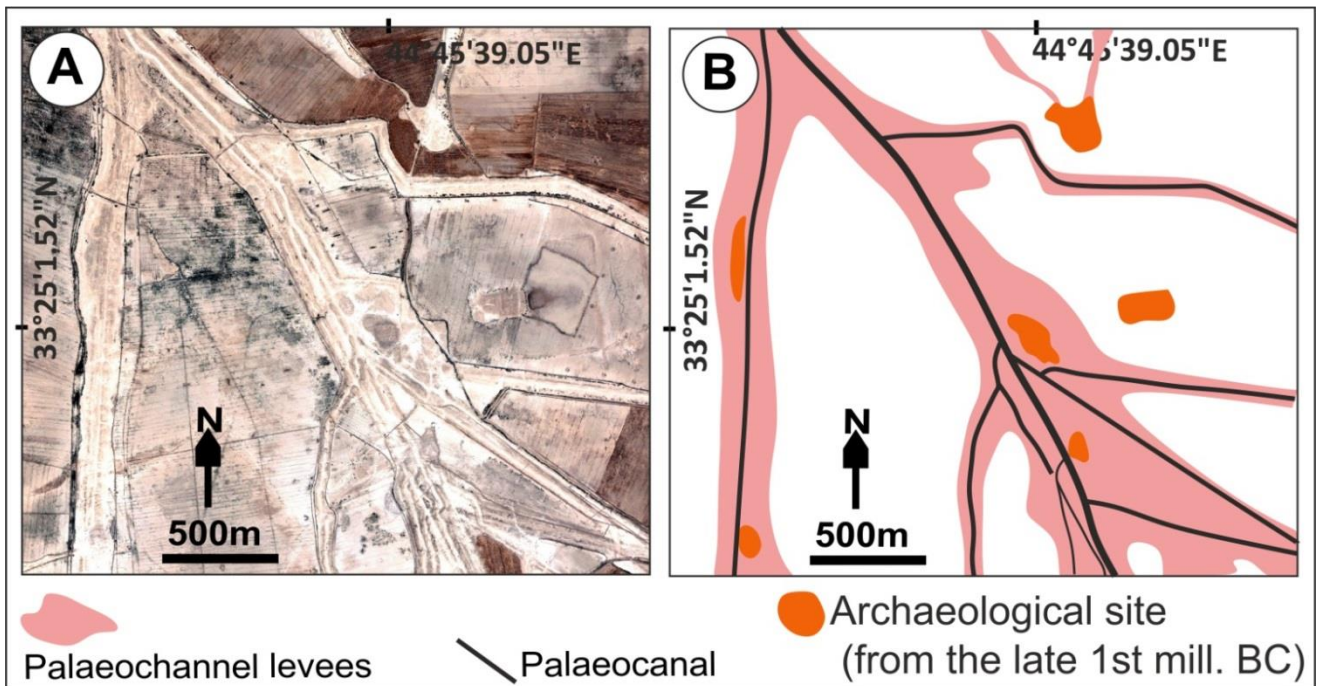 A
44°45'39.05"E
33°25'1.52"N
N
500m
B
44°45'39.05"E
33°25'1.52"N
N
500m
Palaeochannel levees
Palaeocanal
Archaeological site
(from the late 1st mill. BC)